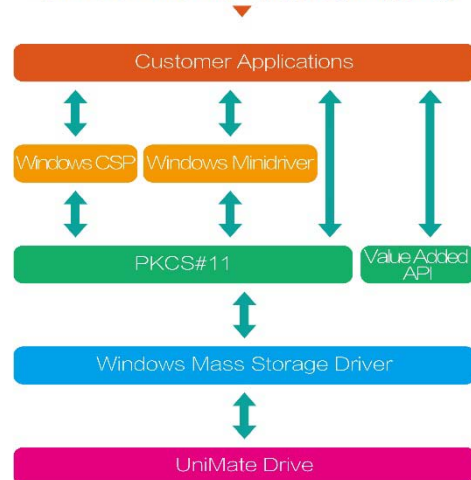 Customer Applications
Windows CSP
Windows Minidriver
PKCS#11
Value Added
API
Windows Mass Storage Driver
UniMate Drive